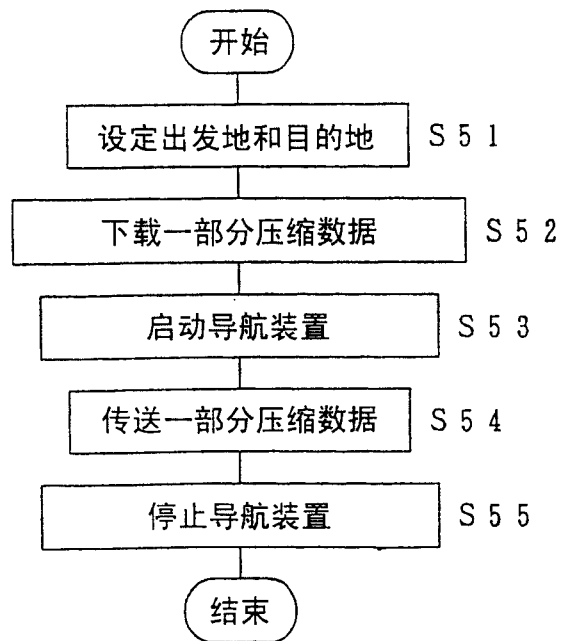 开始
设定出发地和目的地 S51
下载一部分压缩数据 S52
启动导航装置 S53
传送一部分压缩数据 S54
停止导航装置 S55
结束